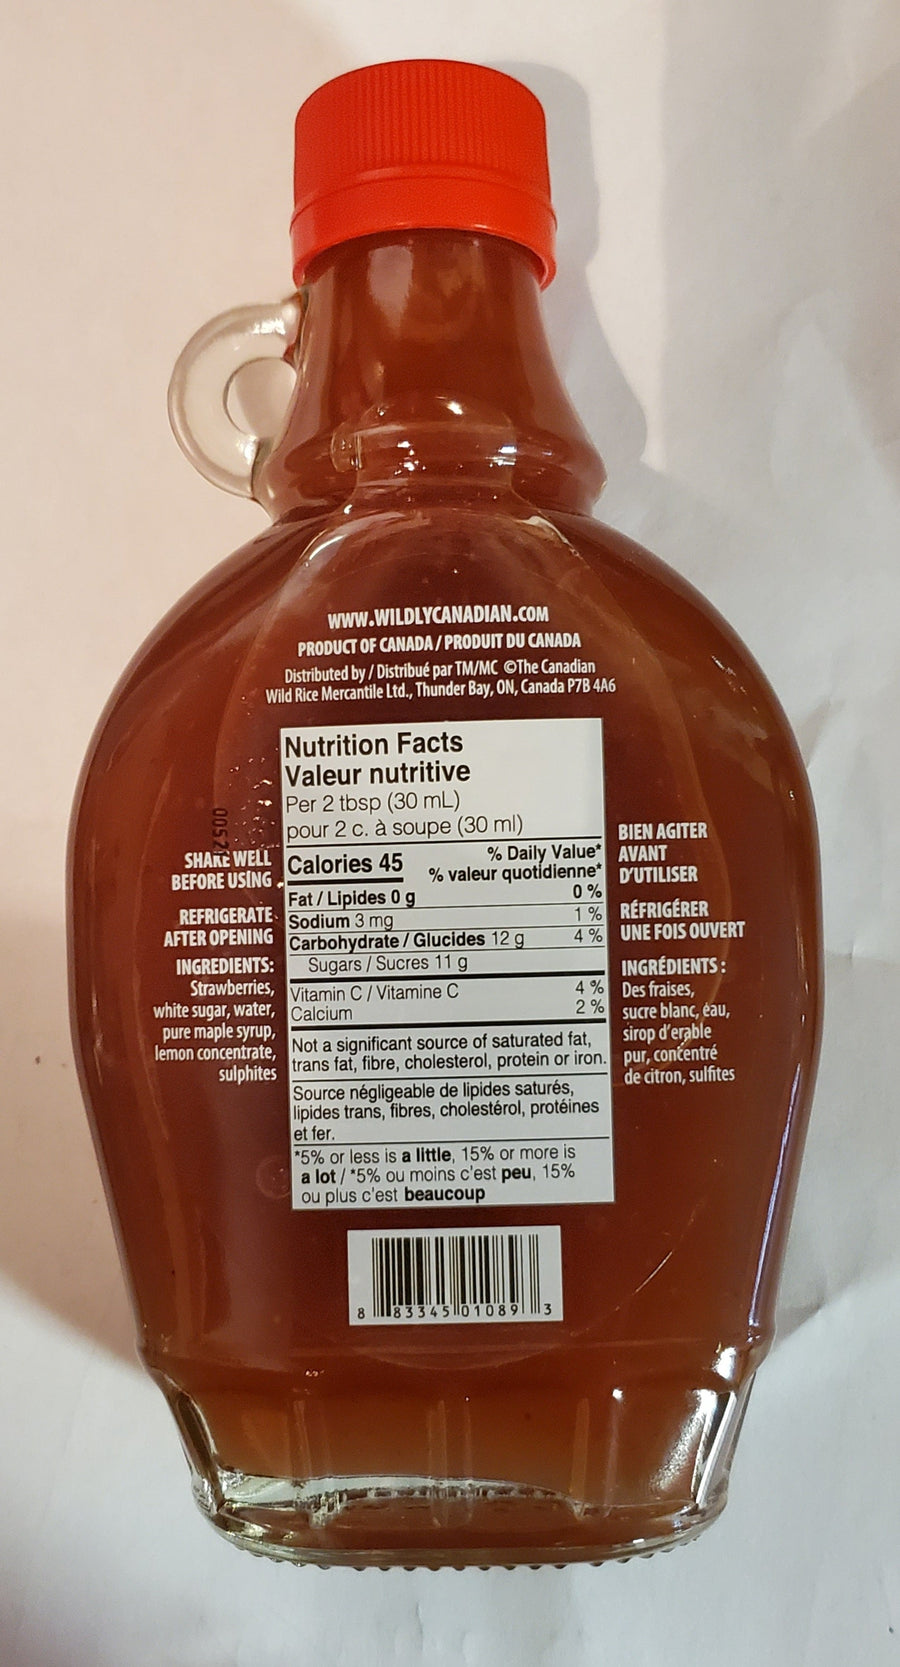 WWW.WILDLYCANADIAN.COM
PRODUCT OF CANADA / PRODUIT DU CANADA
Distributed by / Distribué par TM/MC ©The Canadian
Wild Rice Mercantile Ltd., Thunder Bay, ON, Canada P7B 4A6
SHAKE WELL
BEFORE USING
REFRIGERATE
AFTER OPENING
INGREDIENTS:
Strawberries,
white sugar, water,
pure maple syrup,
lemon concentrate,
sulphites
Nutrition Facts
Valeur nutritive
Per 2 tbsp (30 mL)
pour 2 c. à soupe (30 ml)
Calories 45
% Daily Value*
% valeur quotidienne*
Fat / Lipides 0 g 0 %
Sodium 3 mg 1 %
Carbohydrate / Glucides 12 g 4 %
Sugars / Sucres 11 g
Vitamin C / Vitamine C 4 %
Calcium 2 %
Not a significant source of saturated fat,
trans fat, fibre, cholesterol, protein or iron.
Source négligeable de lipides saturés,
lipides trans, fibres, cholestérol, protéines
et fer.
*5% or less is a little, 15% or more is
a lot / *5% ou moins c'est peu, 15%
ou plus c'est beaucoup
BIEN AGITER
AVANT
D'UTILISER
RÉFRIGÉRER
UNE FOIS OUVERT
INGRÉDIENTS :
Des fraises,
sucre blanc, eau,
sirop d'erable
pur, concentré
de citron, sulfites
8 83345 01089 3